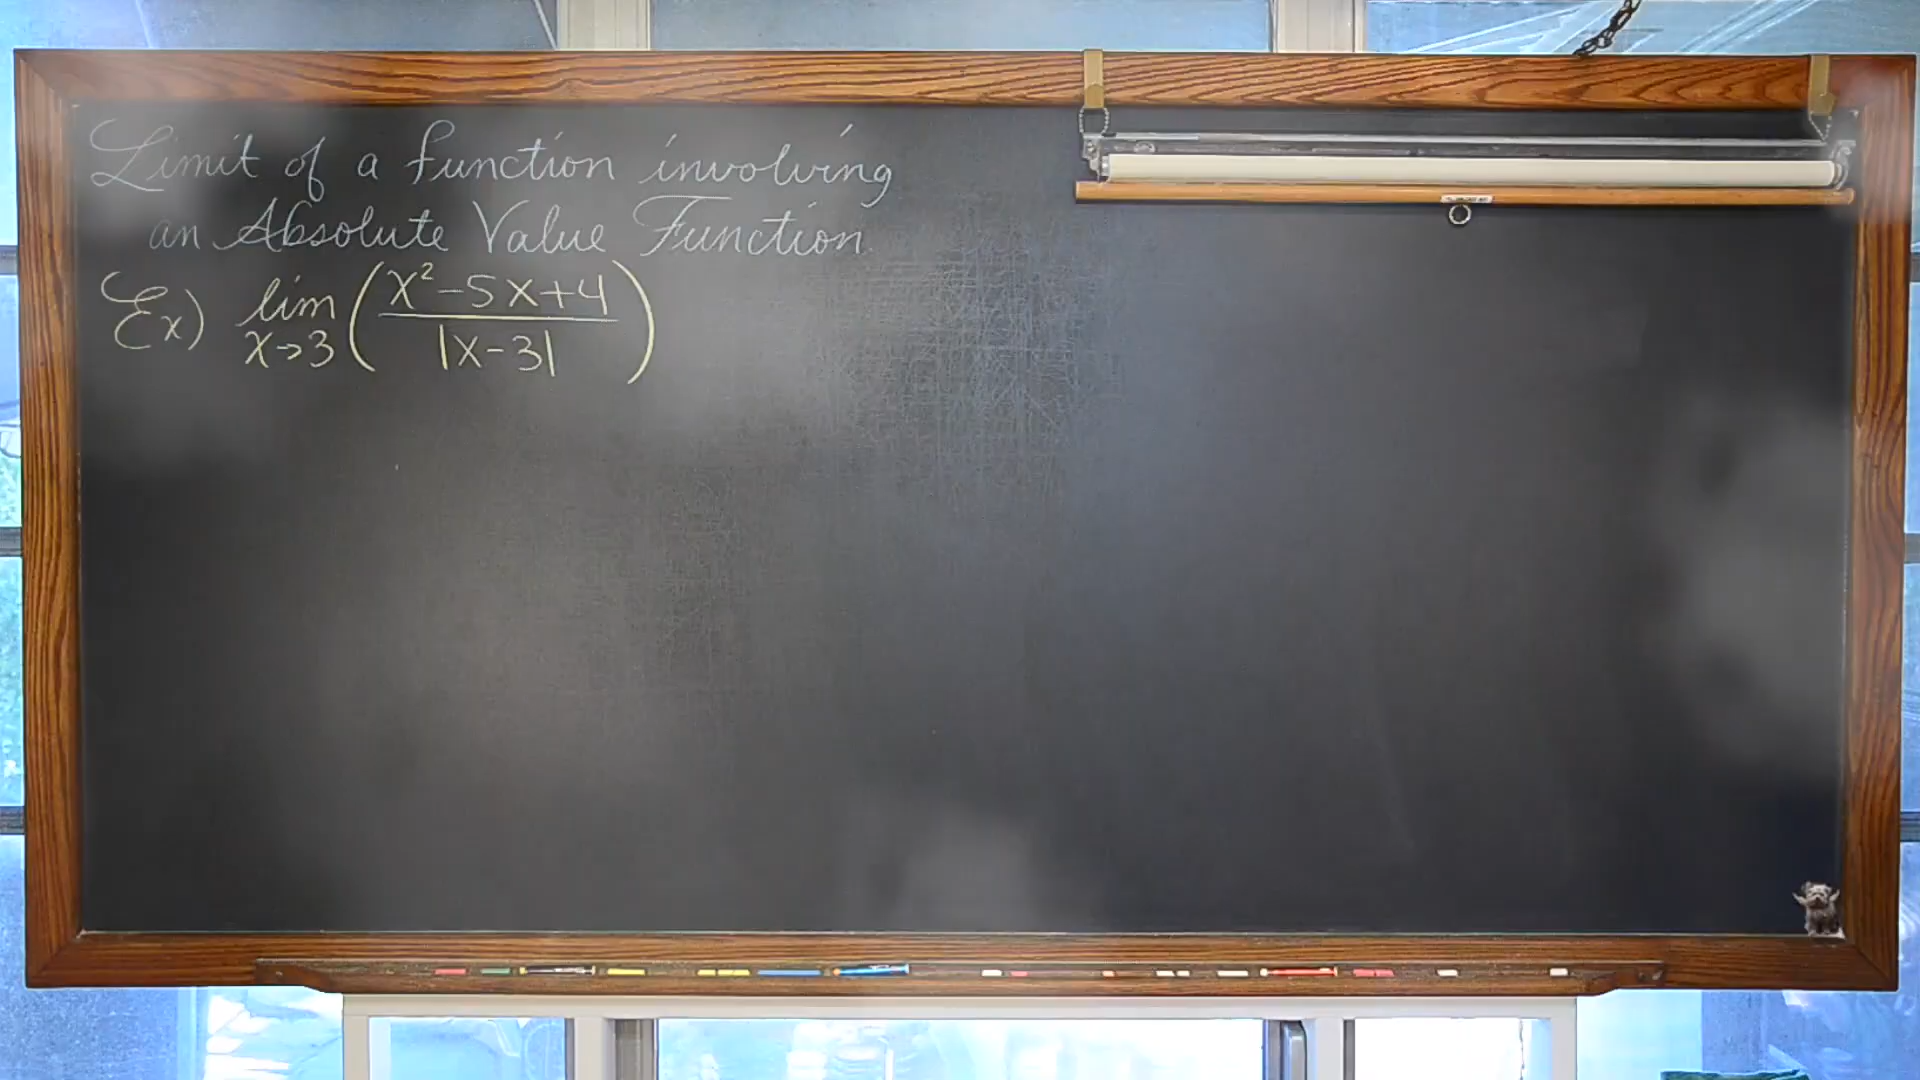 Limit of a function involving
an Absolute Value Function.
Ex) lim x→3 ( (x²-5x+4) / |x-3| )